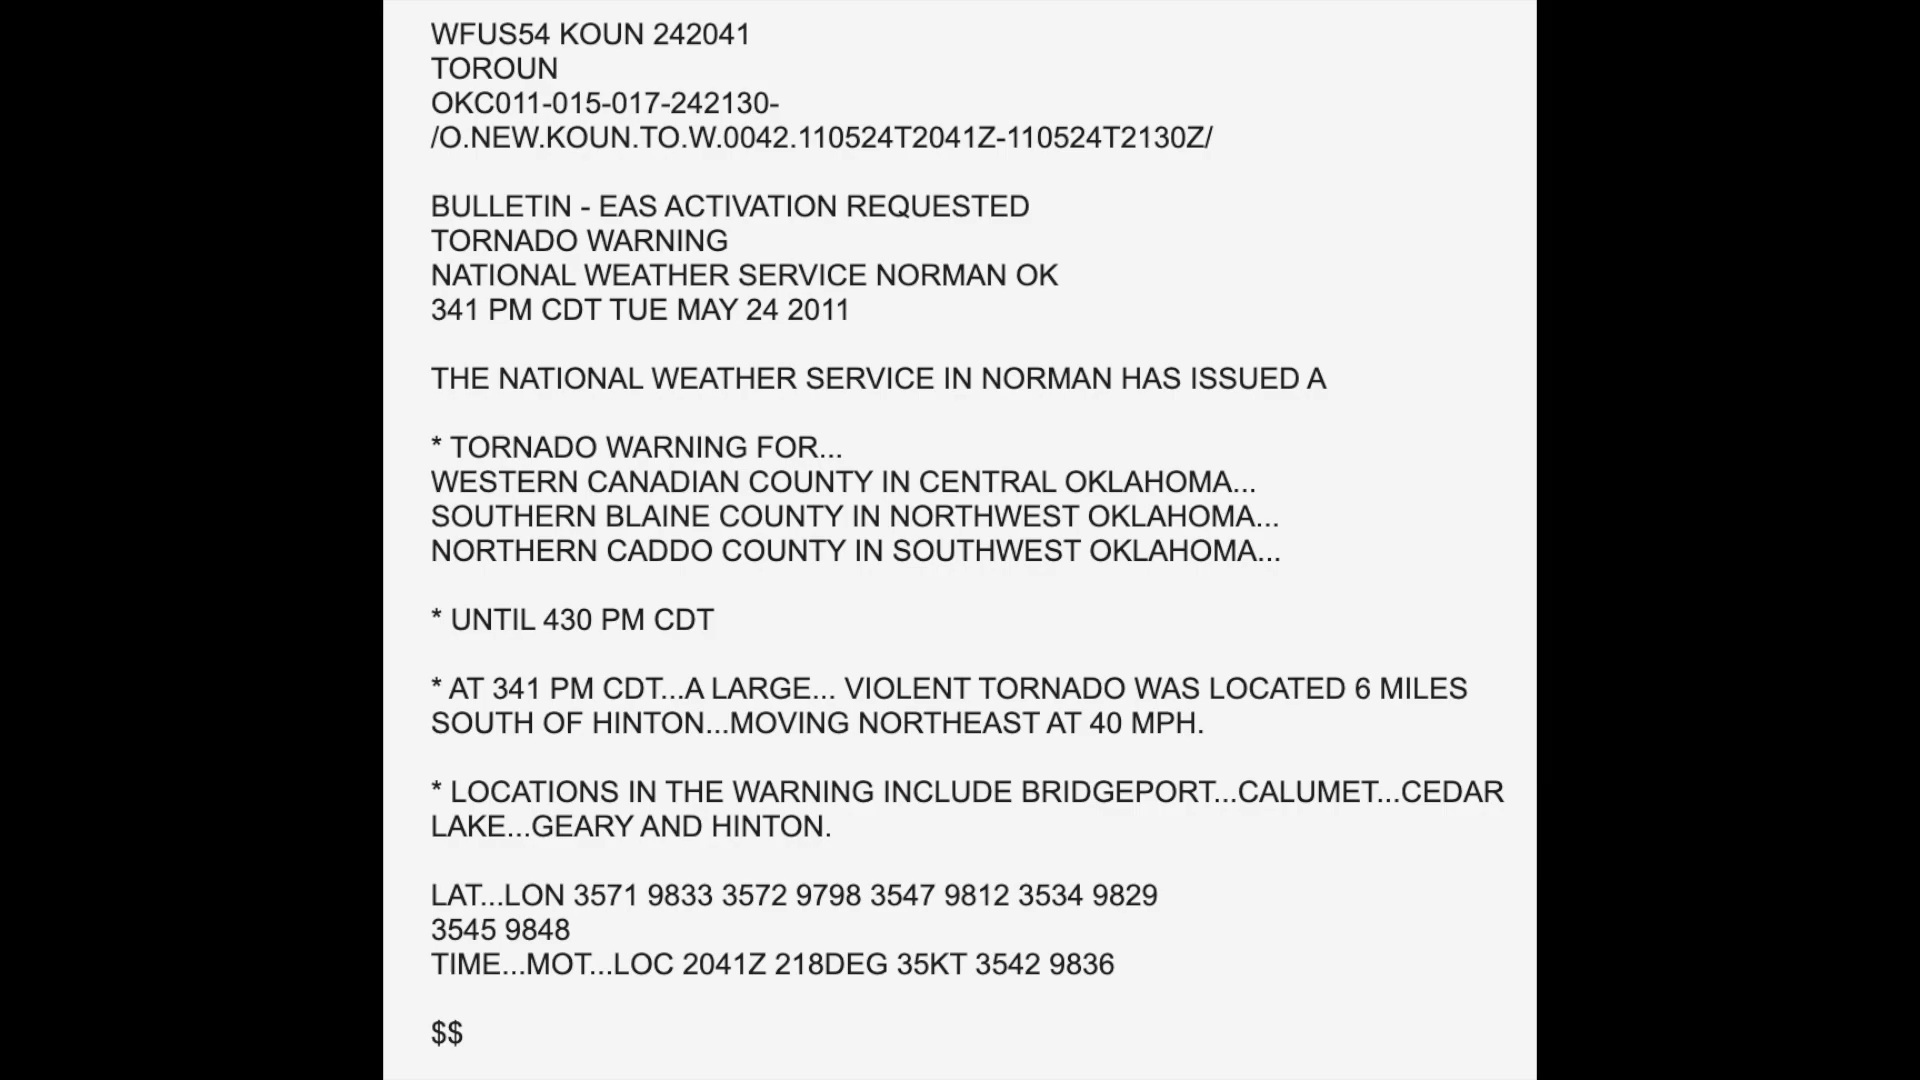 WFUS54 KOUN 242041
TOROUN
OKC011-015-017-242130-
/O.NEW.KOUN.TO.W.0042.110524T2041Z-110524T2130Z/
BULLETIN - EAS ACTIVATION REQUESTED
TORNADO WARNING
NATIONAL WEATHER SERVICE NORMAN OK
341 PM CDT TUE MAY 24 2011
THE NATIONAL WEATHER SERVICE IN NORMAN HAS ISSUED A
* TORNADO WARNING FOR...
WESTERN CANADIAN COUNTY IN CENTRAL OKLAHOMA...
SOUTHERN BLAINE COUNTY IN NORTHWEST OKLAHOMA...
NORTHERN CADDO COUNTY IN SOUTHWEST OKLAHOMA...
* UNTIL 430 PM CDT
* AT 341 PM CDT...A LARGE... VIOLENT TORNADO WAS LOCATED 6 MILES
SOUTH OF HINTON...MOVING NORTHEAST AT 40 MPH.
* LOCATIONS IN THE WARNING INCLUDE BRIDGEPORT...CALUMET...CEDAR
LAKE...GEARY AND HINTON.
LAT...LON 3571 9833 3572 9798 3547 9812 3534 9829
3545 9848
TIME...MOT...LOC 2041Z 218DEG 35KT 3542 9836
$$